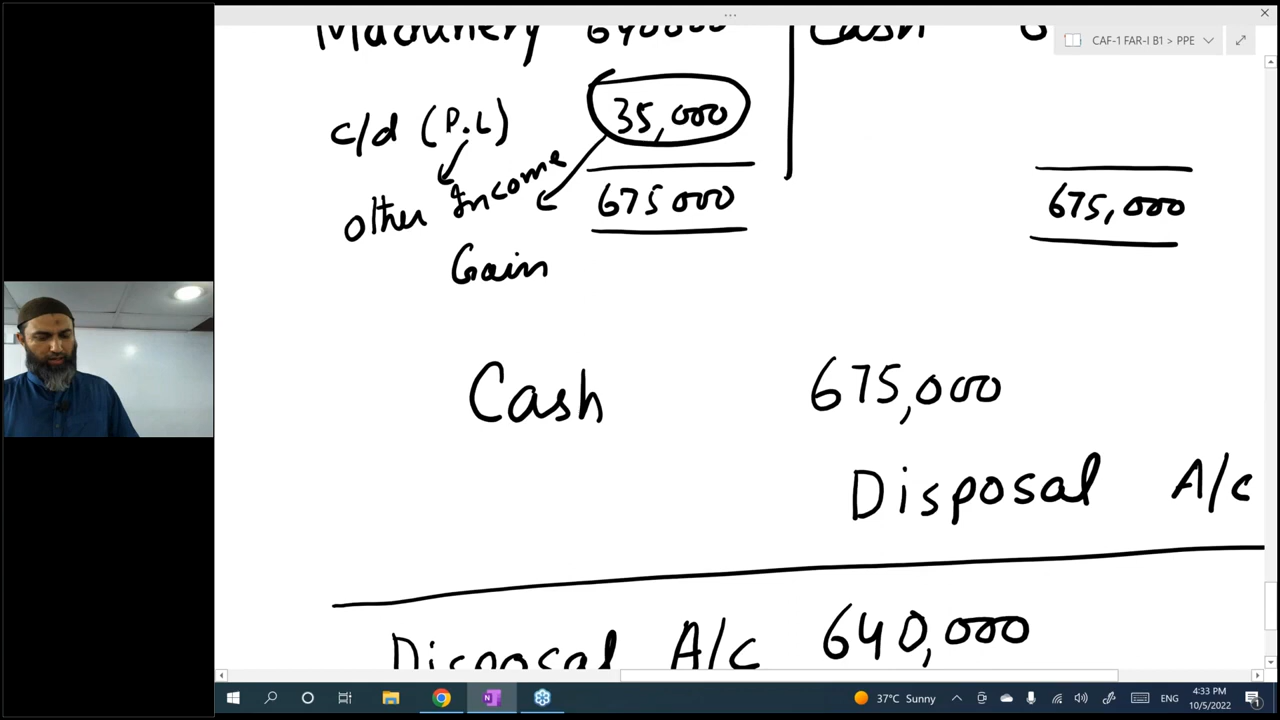 ...
CAF-1 FAR-I B1 > PPE
Machinery 640000 Cash 6
c/d (P.L) 35,000
other Income
675000 675,000
Gain
Cash 675,000
Disposal A/c
Disposal A/c 640,000
37°C Sunny
ENG
4:33 PM
10/5/2022